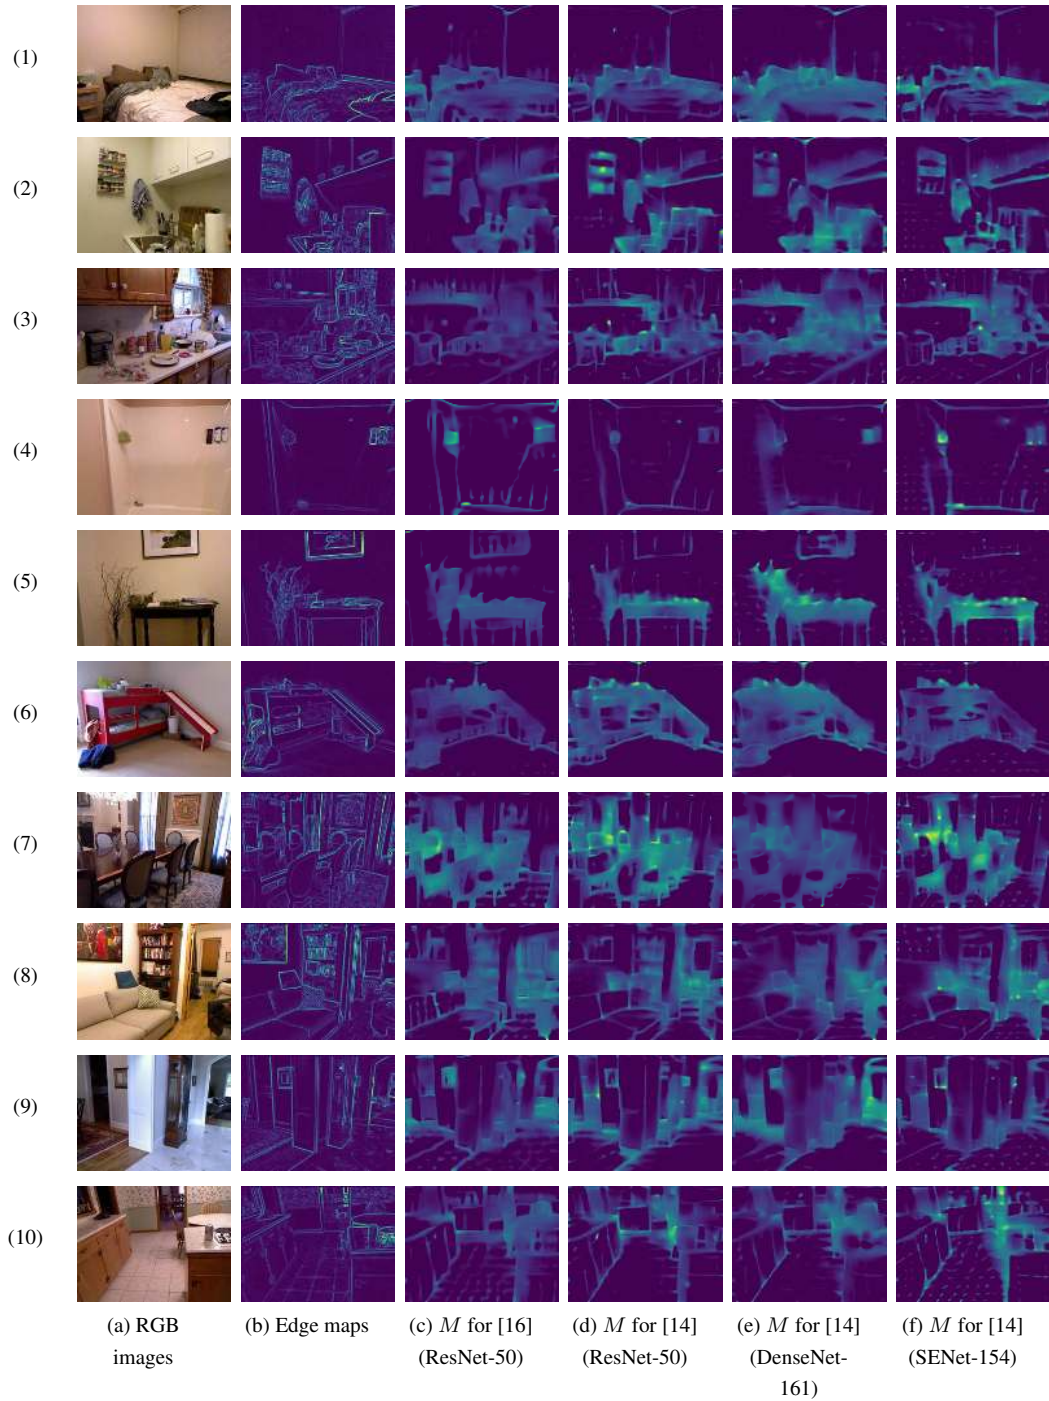 (1)
(2)
(3)
(4)
(5)
(6)
(7)
(8)
(9)
(10)
(a) RGB
images
(b) Edge maps
(c) M for [16]
(ResNet-50)
(d) M for [14]
(ResNet-50)
(e) M for [14]
(DenseNet-
161)
(f) M for [14]
(SENet-154)